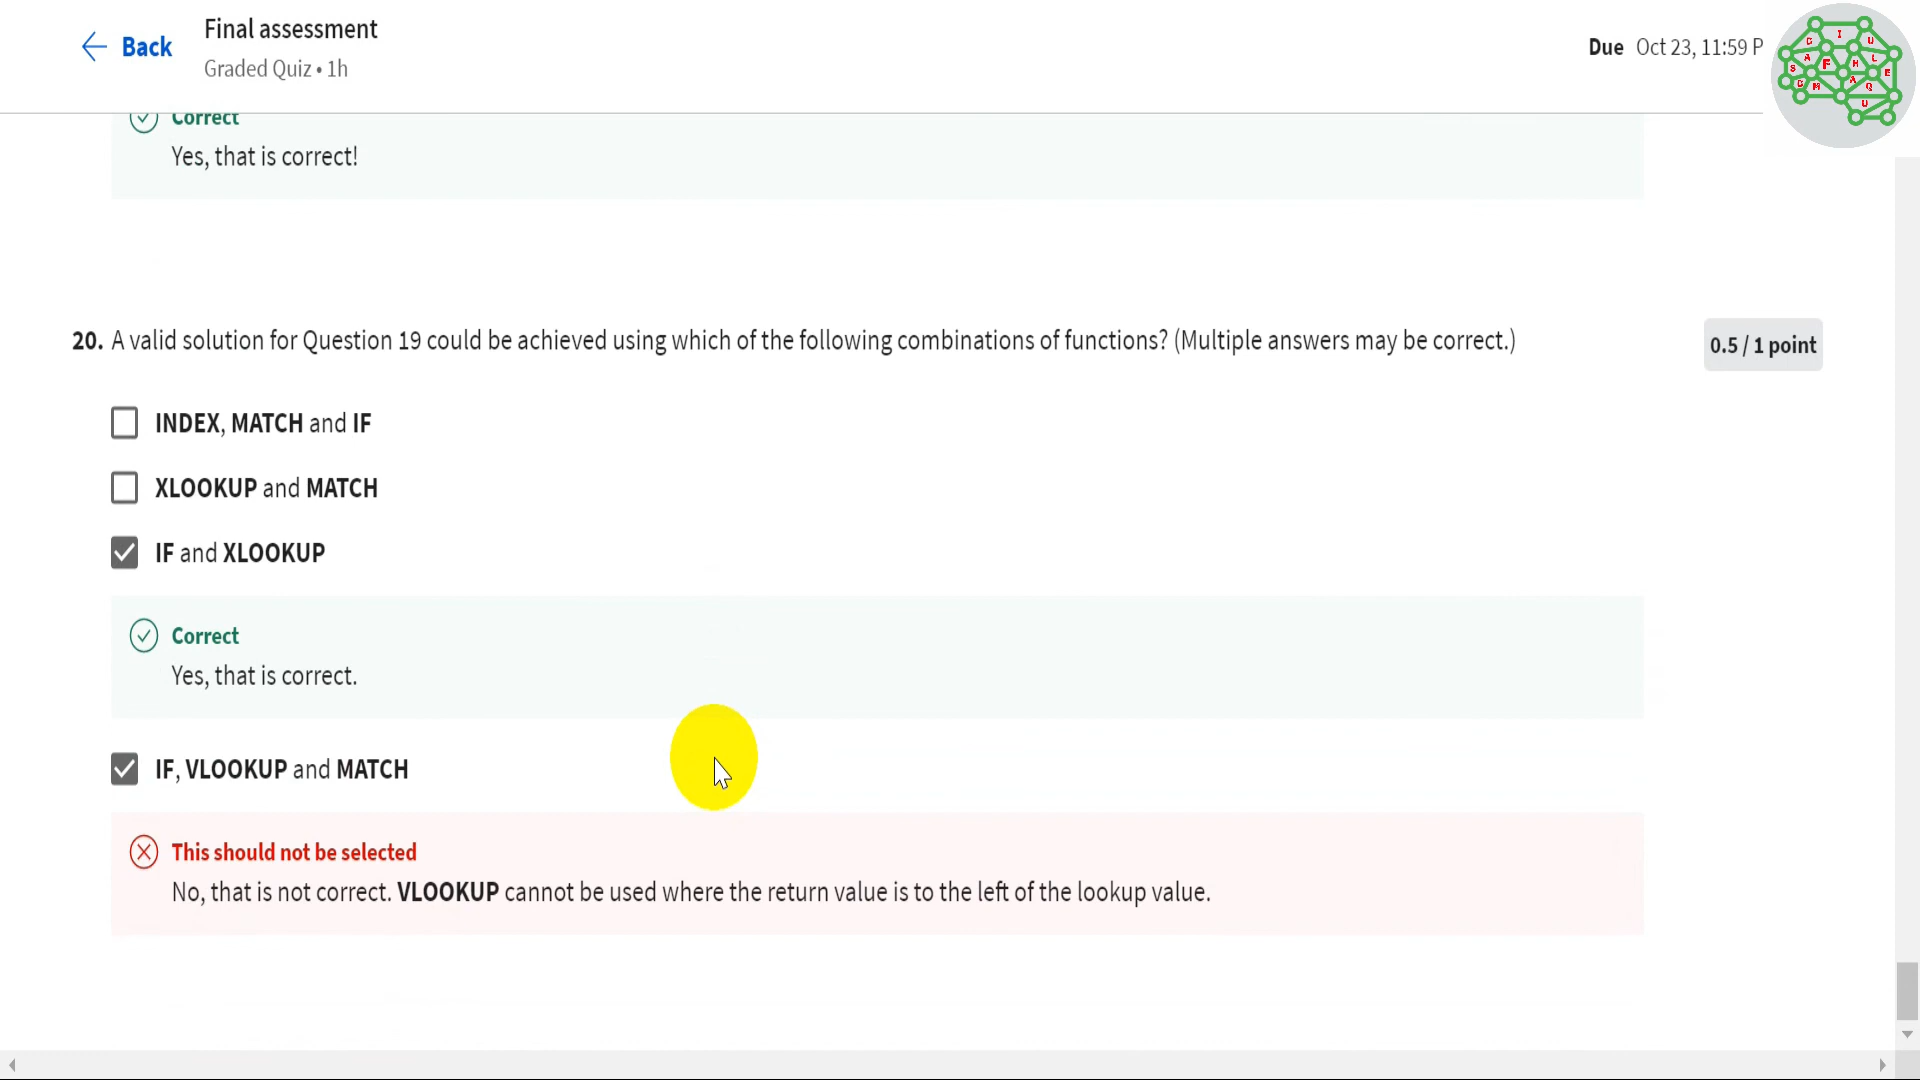 Back
Final assessment
Graded Quiz • 1h
Due Oct 23, 11:59 P
Correct
Yes, that is correct!
20. A valid solution for Question 19 could be achieved using which of the following combinations of functions? (Multiple answers may be correct.)
0.5 / 1 point
INDEX, MATCH and IF
XLOOKUP and MATCH
IF and XLOOKUP
Correct
Yes, that is correct.
IF, VLOOKUP and MATCH
This should not be selected
No, that is not correct. VLOOKUP cannot be used where the return value is to the left of the lookup value.